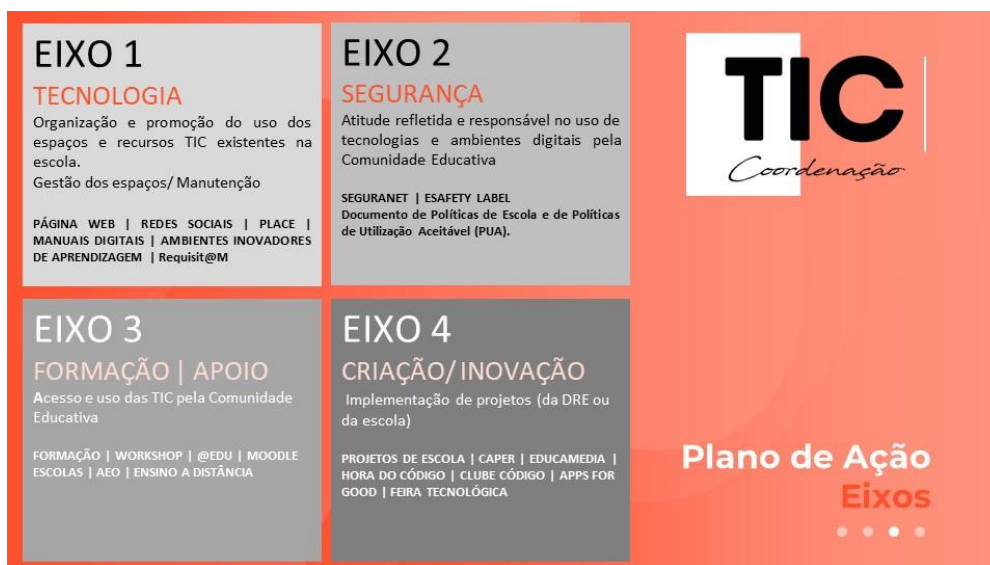 EIXO 1
TECNOLOGIA
Organização e promoção do uso dos
espaços e recursos TIC existentes na
escola.
Gestão dos espaços/ Manutenção
PÁGINA WEB | REDES SOCIAIS | PLACE |
MANUAIS DIGITAIS | AMBIENTES INOVADORES
DE APRENDIZAGEM | Requisit@M
EIXO 2
SEGURANÇA
Atitude refletida e responsável no uso de
tecnologias e ambientes digitais pela
Comunidade Educativa
SEGURANET | ESAFETY LABEL
Documento de Políticas de Escola e de Políticas
de Utilização Aceitável (PUA).
EIXO 3
FORMAÇÃO | APOIO
Acesso e uso das TIC pela Comunidade
Educativa
FORMAÇÃO | WORKSHOP | @EDU | MOODLE
ESCOLAS | AEO | ENSINO A DISTÂNCIA
EIXO 4
CRIAÇÃO/INOVAÇÃO
Implementação de projetos (da DRE ou
da escola)
PROJETOS DE ESCOLA | CAPER | EDUCAMEDIA |
HORA DO CÓDIGO | CLUBE CÓDIGO | APPS FOR
GOOD | FEIRA TECNOLÓGICA
TIC
Coordenação
Plano de Ação
Eixos